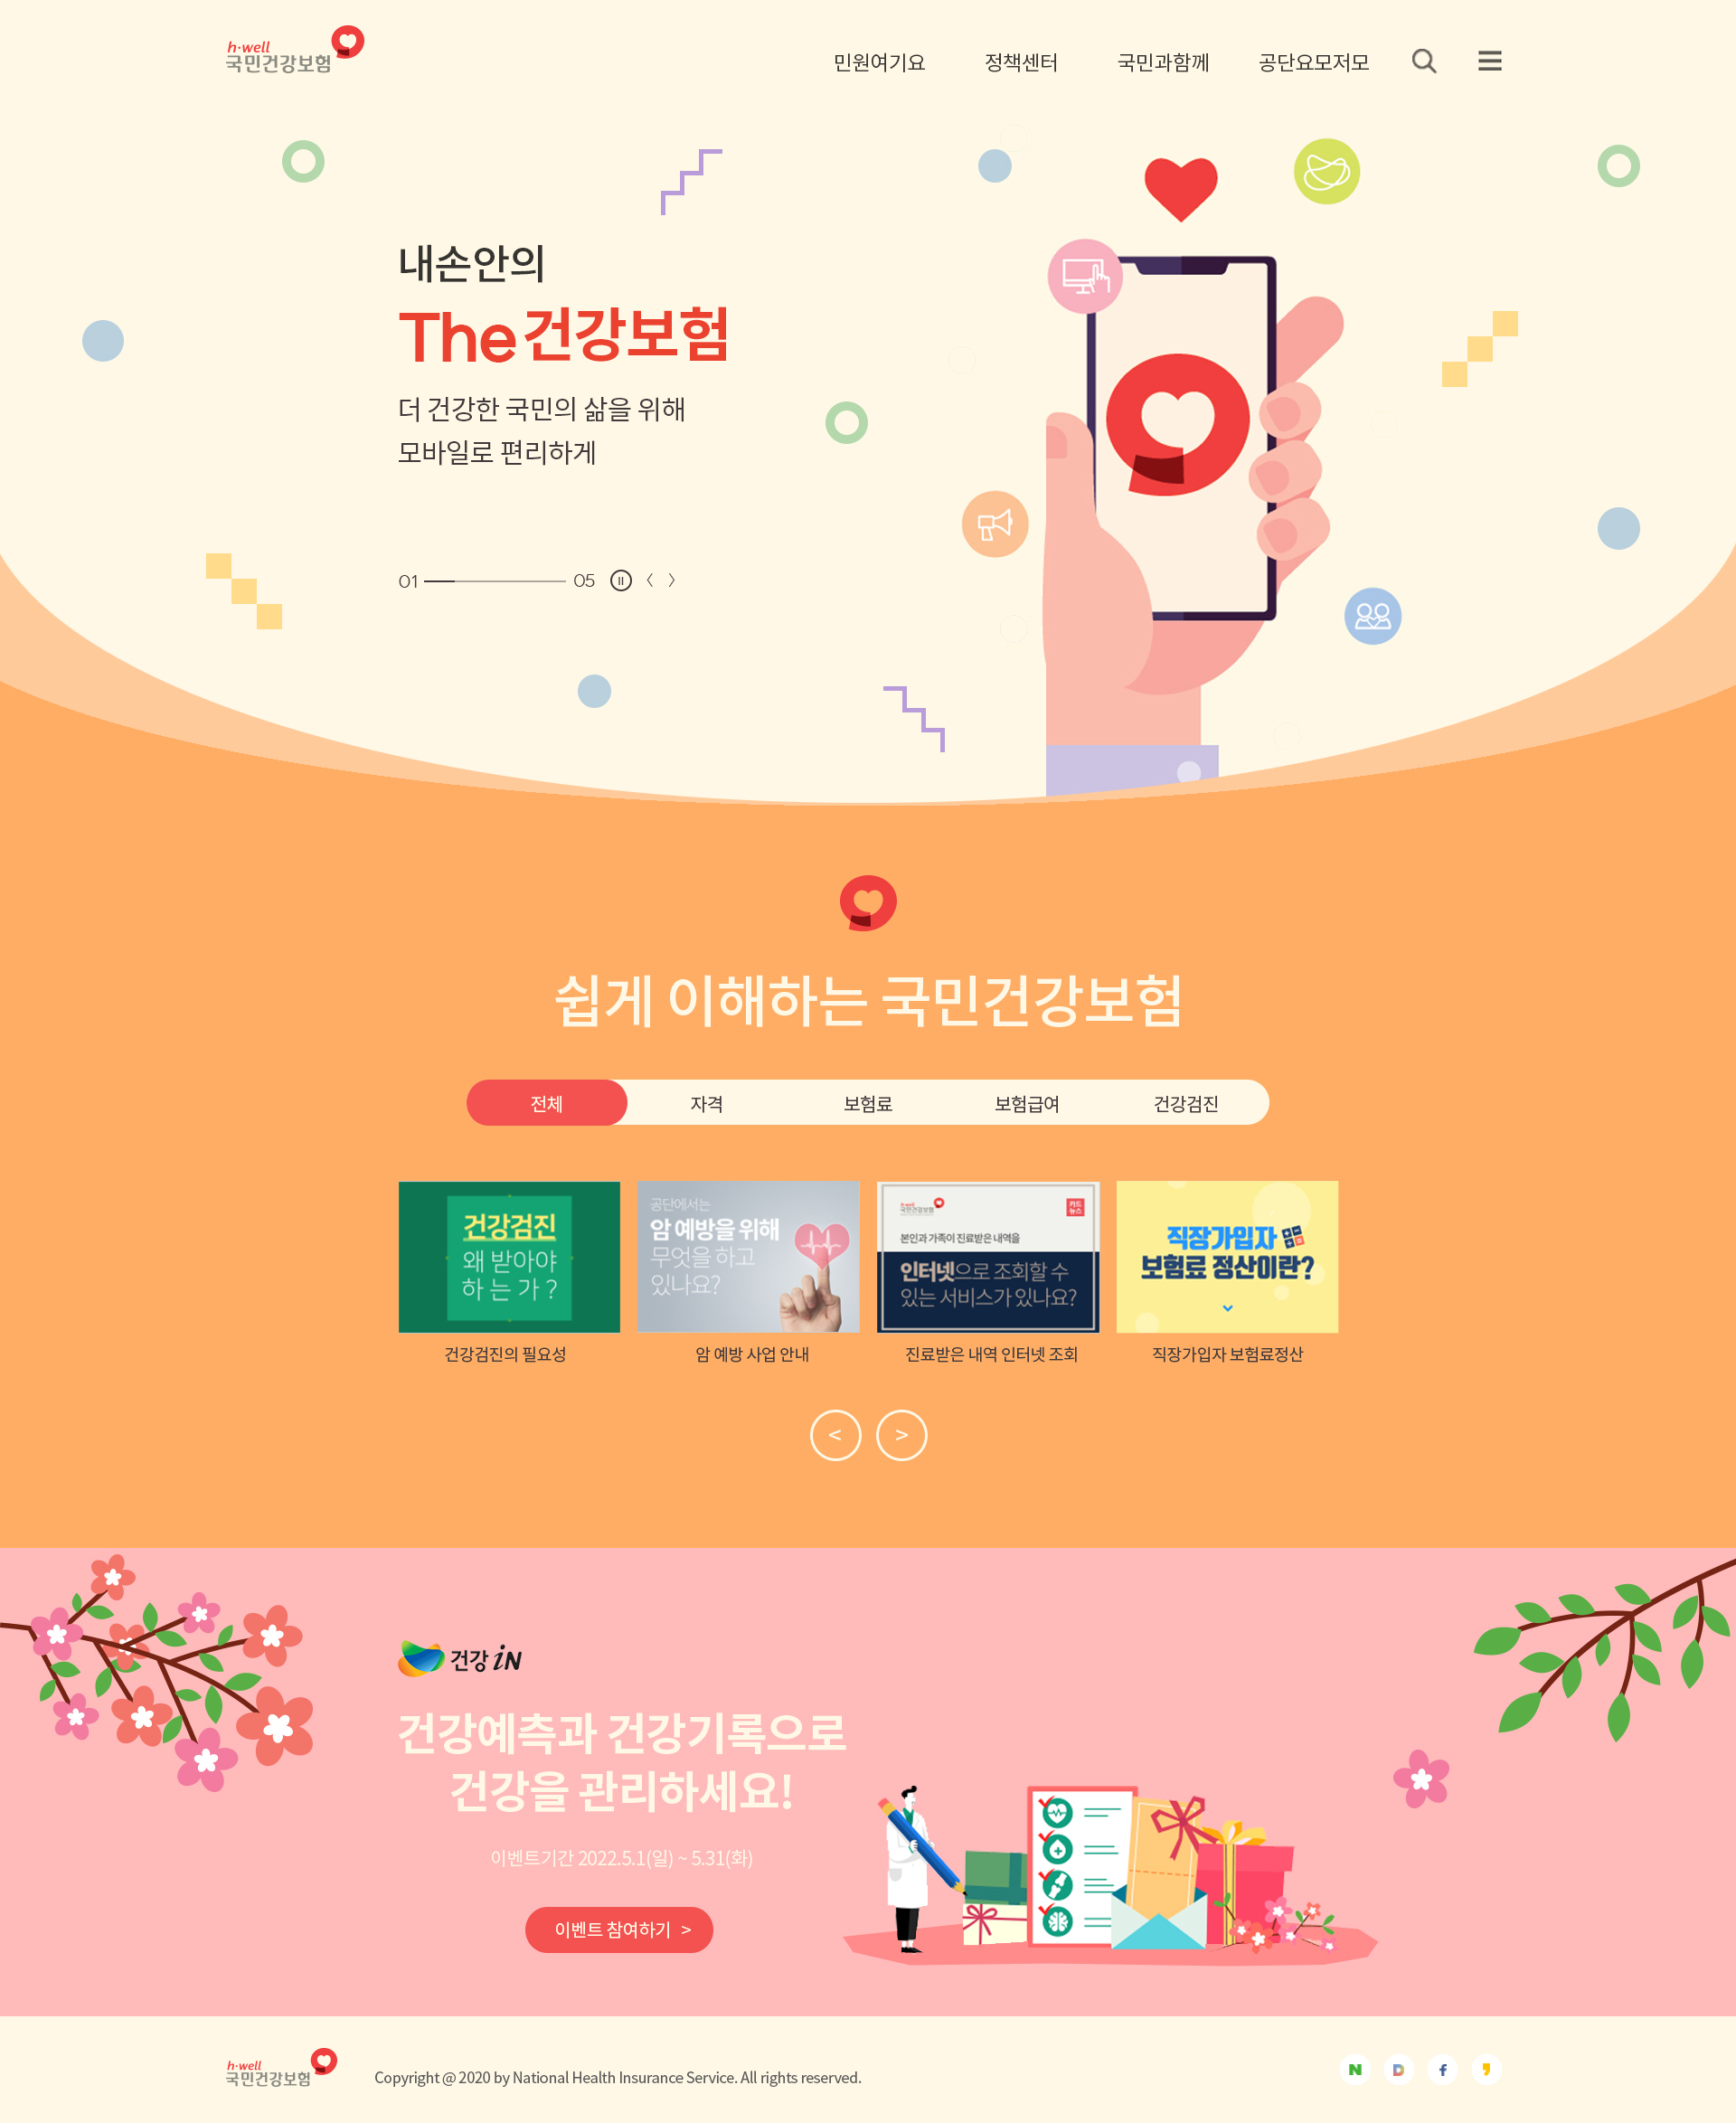 h·well
국민건강보험
민원여기요 정책센터 국민과함께 공단요모저모
내손안의
The 건강보험
더 건강한 국민의 삶을 위해
모바일로 편리하게
01 05
쉽게 이해하는 국민건강보험
전체 자격 보험료 보험급여 건강검진
건강검진
왜 받아야
하 는 가 ?
공단에서는
암 예방을 위해
무엇을 하고
있나요?
h·well
국민건강보험
카드
뉴스
본인과 가족이 진료받은 내역을
인터넷으로 조회할 수
있는 서비스가 있나요?
직장가입자
보험료 정산이란?
건강검진의 필요성
암 예방 사업 안내
진료받은 내역 인터넷 조회
직장가입자 보험료정산
< >
건강 iN
건강예측과 건강기록으로
건강을 관리하세요!
이벤트기간 2022.5.1(일) ~ 5.31(화)
이벤트 참여하기 >
h·well
국민건강보험
Copyright @ 2020 by National Health Insurance Service. All rights reserved.
N D f